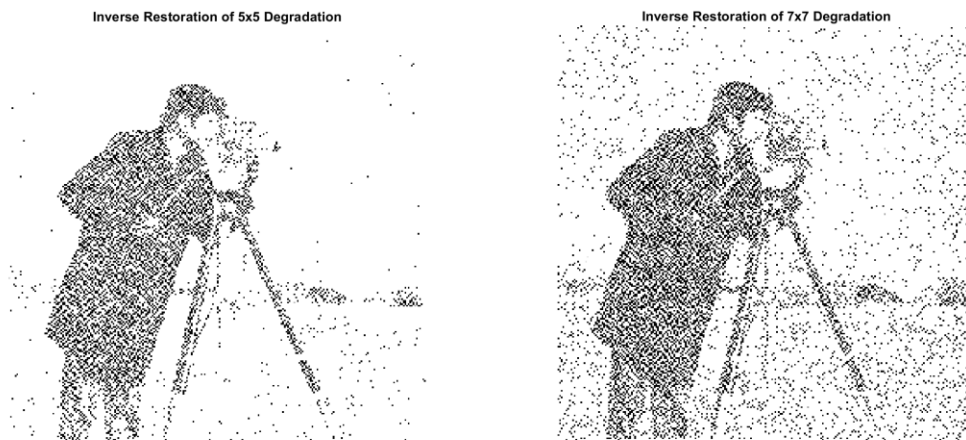 Inverse Restoration of 5x5 Degradation
Inverse Restoration of 7x7 Degradation